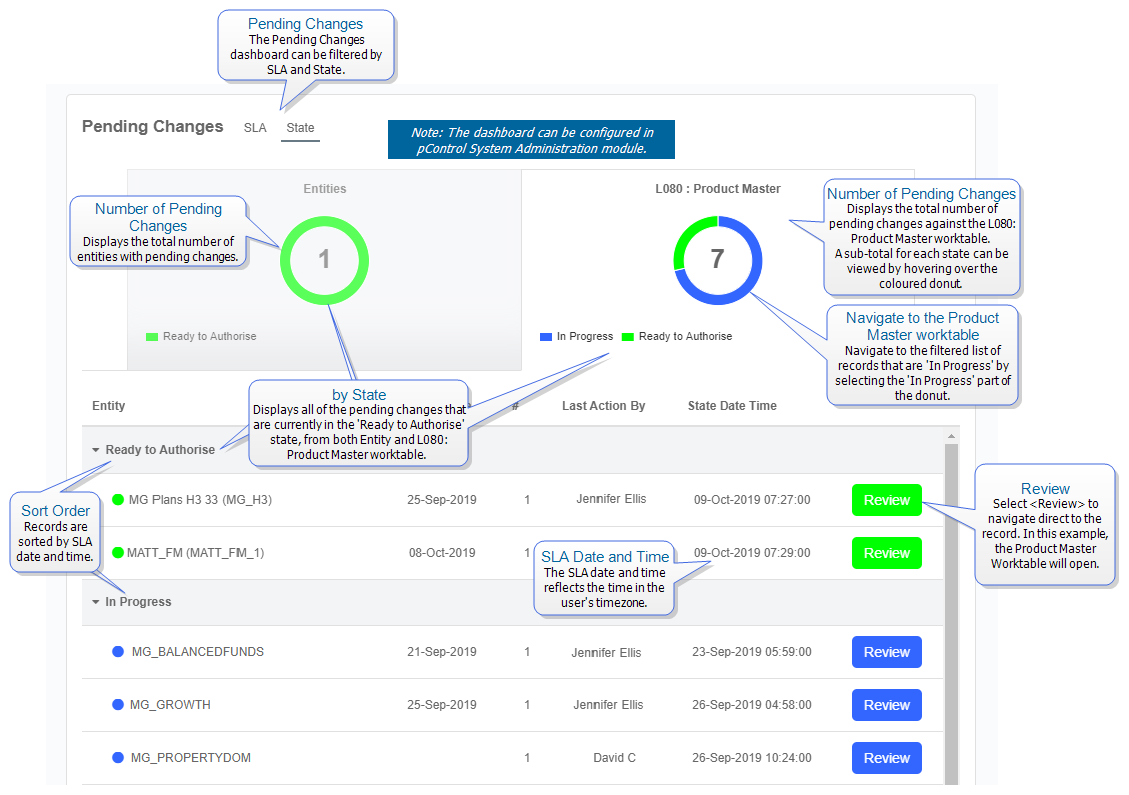 Pending Changes
The Pending Changes
dashboard can be filtered by
SLA and State.
Pending Changes
SLA
State
Note: The dashboard can be configured in
pControl System Administration module.
Entities
L080 : Product Master
Number of Pending
Changes
Displays the total number of
entities with pending changes.
1
7
Number of Pending Changes
Displays the total number of
pending changes against the L080:
Product Master worktable.
A sub-total for each state can be
viewed by hovering over the
coloured donut.
Ready to Authorise
In Progress
Ready to Authorise
Navigate to the Product
Master worktable
Navigate to the filtered list of
records that are 'In Progress' by
selecting the 'In Progress' part of
the donut.
by State
Displays all of the pending changes that
are currently in the 'Ready to Authorise'
state, from both Entity and L080:
Product Master worktable.
Entity
#
Last Action By
State Date Time
Ready to Authorise
MG Plans H3 33 (MG_H3)
25-Sep-2019
1
Jennifer Ellis
09-Oct-2019 07:27:00
Review
Review
Select <Review> to
navigate direct to the
record. In this example,
the Product Master
Worktable will open.
Sort Order
Records are
sorted by SLA
date and time.
MATT_FM (MATT_FM_1)
08-Oct-2019
1
09-Oct-2019 07:29:00
Review
SLA Date and Time
The SLA date and time
reflects the time in the
user's timezone.
In Progress
MG_BALANCEDFUNDS
21-Sep-2019
1
Jennifer Ellis
23-Sep-2019 05:59:00
Review
MG_GROWTH
25-Sep-2019
1
Jennifer Ellis
26-Sep-2019 04:58:00
Review
MG_PROPERTYDOM
1
David C
26-Sep-2019 10:24:00
Review